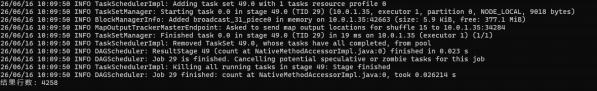 26/06/16 10:09:50 INFO TaskSchedulerImpl: Adding task set 49.0 with 1 tasks resource profile 0
26/06/16 10:09:50 INFO TaskSetManager: Starting task 0.0 in stage 49.0 (TID 29) (10.0.1.35, executor 1, partition 0, NODE_LOCAL, 9018 bytes)
26/06/16 10:09:50 INFO BlockManagerInfo: Added broadcast_31_piece0 in memory on 10.0.1.35:42663 (size: 5.9 KiB, free: 377.1 MiB)
26/06/16 10:09:50 INFO MapOutputTrackerMasterEndpoint: Asked to send map output locations for shuffle 15 to 10.0.1.35:34284
26/06/16 10:09:50 INFO TaskSetManager: Finished task 0.0 in stage 49.0 (TID 29) in 19 ms on 10.0.1.35 (executor 1) (1/1)
26/06/16 10:09:50 INFO TaskSchedulerImpl: Removed TaskSet 49.0, whose tasks have all completed, from pool
26/06/16 10:09:50 INFO DAGScheduler: ResultStage 49 (count at NativeMethodAccessorImpl.java:0) finished in 0.023 s
26/06/16 10:09:50 INFO DAGScheduler: Job 29 is finished. Cancelling potential speculative or zombie tasks for this job
26/06/16 10:09:50 INFO TaskSchedulerImpl: Killing all running tasks in stage 49: Stage finished
26/06/16 10:09:50 INFO DAGScheduler: Job 29 finished: count at NativeMethodAccessorImpl.java:0, took 0.026214 s
结果行数: 4258